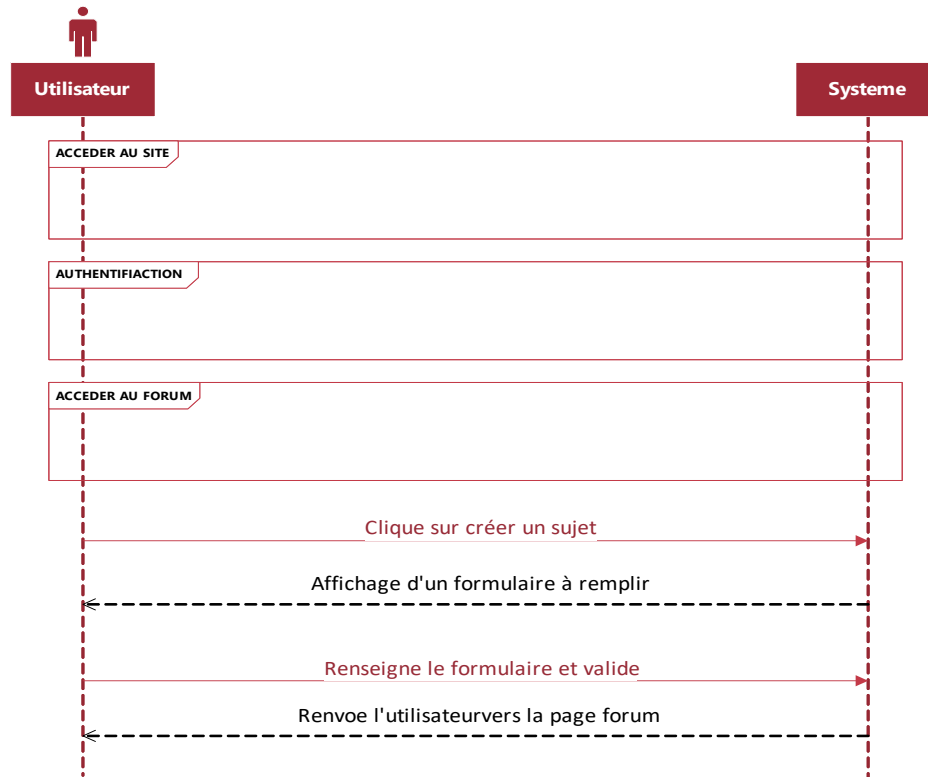 Utilisateur
Systeme
ACCEDER AU SITE
AUTHENTIFIACTION
ACCEDER AU FORUM
Clique sur créer un sujet
Affichage d'un formulaire à remplir
Renseigne le formulaire et valide
Renvoe l'utilisateurvers la page forum